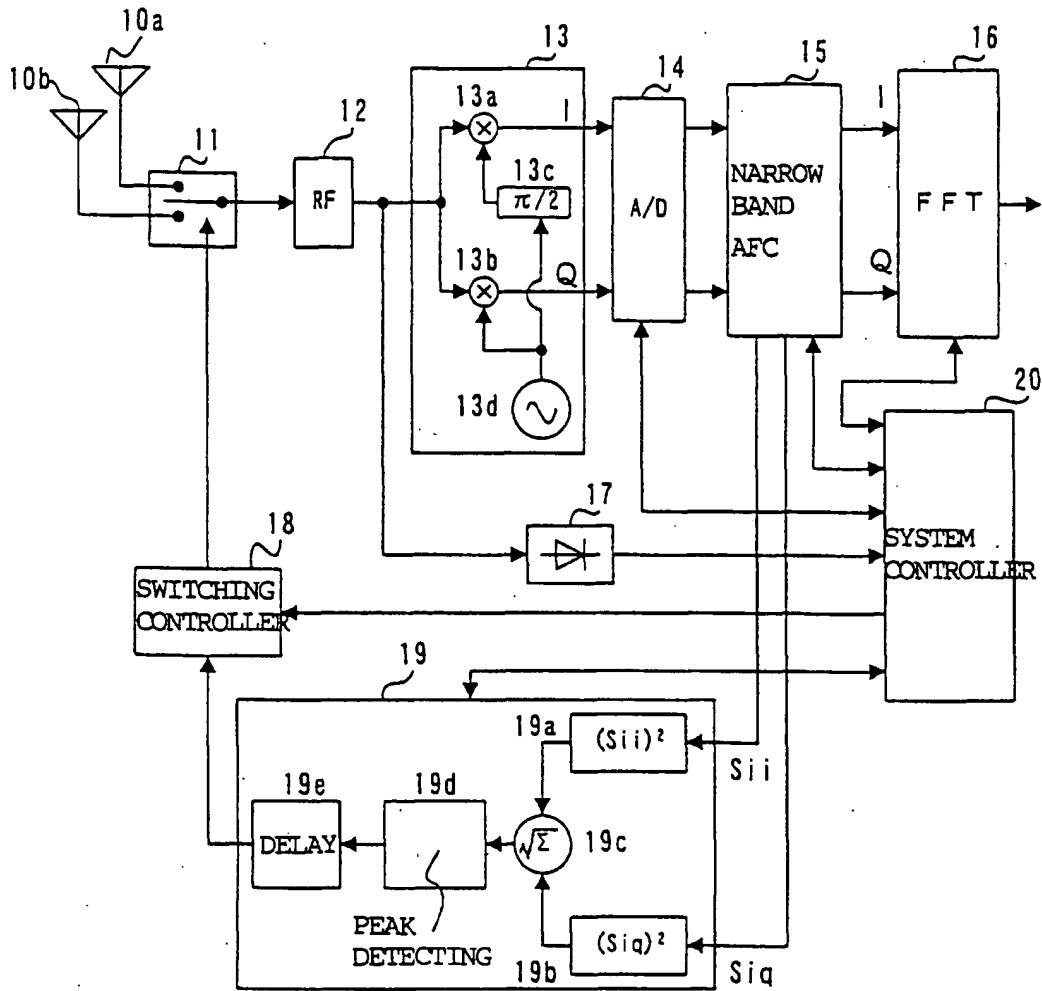 10a
10b
11
12
RF
13
13a
I
13c
π/2
13b
Q
13d
14
A/D
15
NARROW
BAND
AFC
I
Q
16
FFT
17
18
SWITCHING
CONTROLLER
20
SYSTEM
CONTROLLER
19
19a
(Sii)²
Sii
19e
DELAY
19d
√Σ
19c
PEAK
DETECTING
(Siq)²
19b
Siq